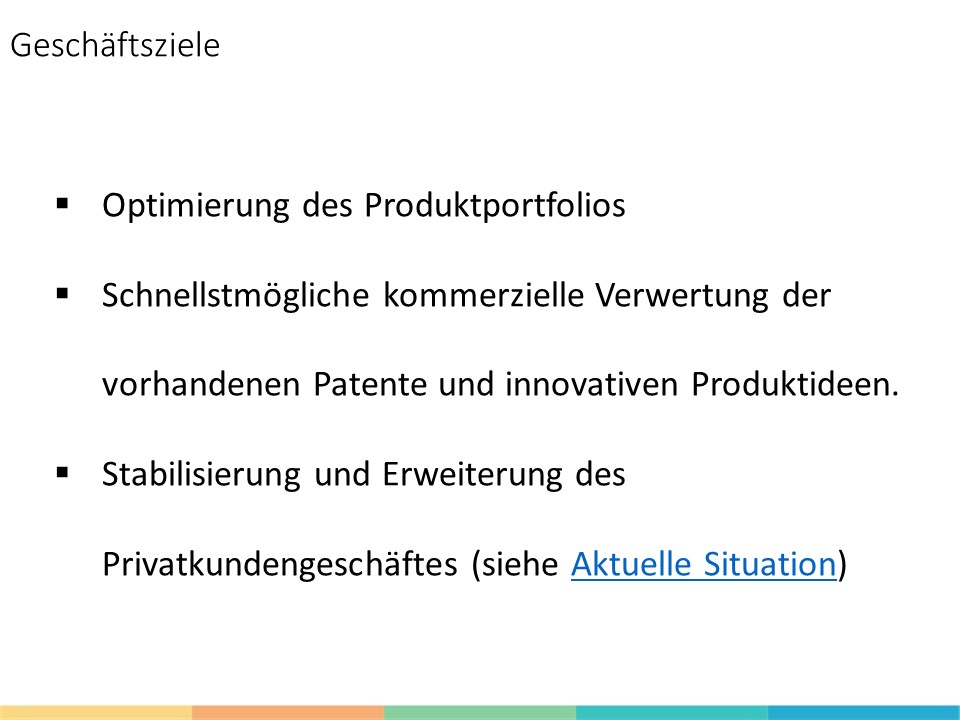 Geschäftsziele
▪ Optimierung des Produktportfolios
▪ Schnellstmögliche kommerzielle Verwertung der
vorhandenen Patente und innovativen Produktideen.
▪ Stabilisierung und Erweiterung des
Privatkundengeschäftes (siehe Aktuelle Situation)